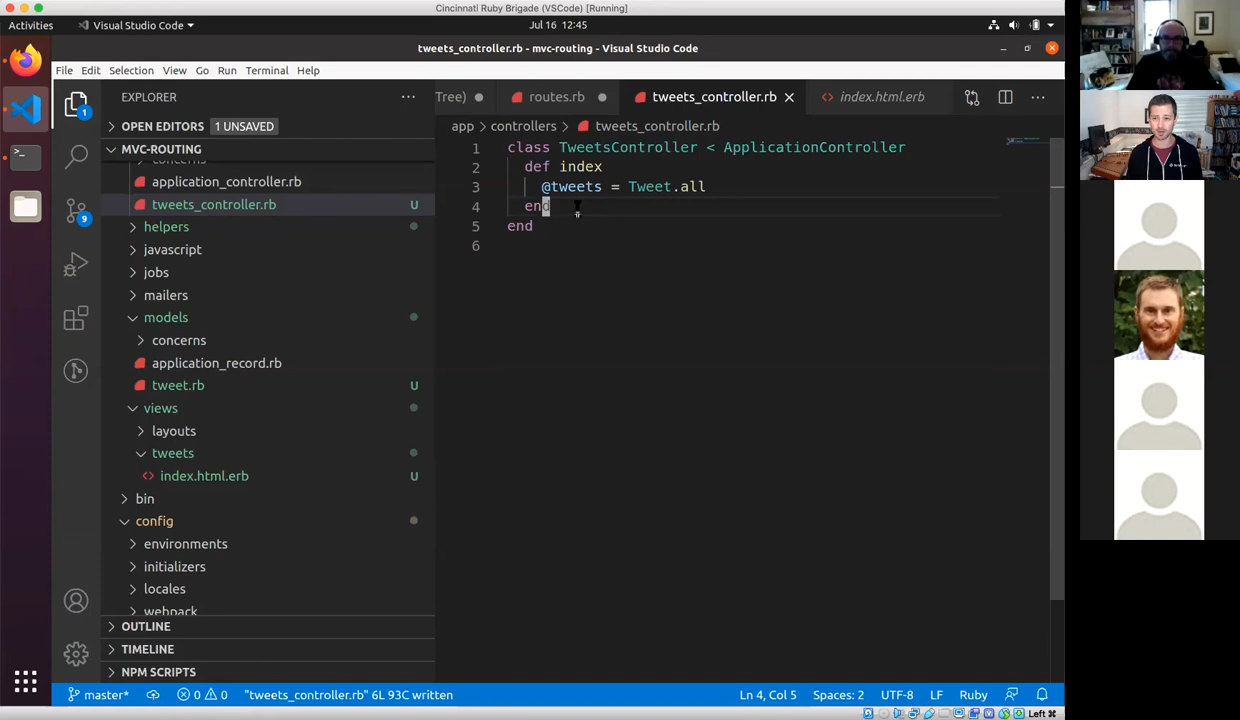 Cincinnati Ruby Brigade (VSCode) [Running]
Activities
Visual Studio Code
Jul 16 12:45
tweets_controller.rb - mvc-routing - Visual Studio Code
File Edit Selection View Go Run Terminal Help
EXPLORER
Tree)
routes.rb
tweets_controller.rb
index.html.erb
OPEN EDITORS 1 UNSAVED
app > controllers > tweets_controller.rb
MVC-ROUTING
concerns
application_controller.rb
tweets_controller.rb U
helpers
javascript
jobs
mailers
models
concerns
application_record.rb
tweet.rb U
views
layouts
tweets
index.html.erb U
bin
config
environments
initializers
locales
webpack
OUTLINE
TIMELINE
NPM SCRIPTS
1 class TweetsController < ApplicationController
2 def index
3 @tweets = Tweet.all
4 end
5 end
6
1
9
master* 0 0 "tweets_controller.rb" 6L 93C written
Ln 4, Col 5 Spaces: 2 UTF-8 LF Ruby
Left ⌘